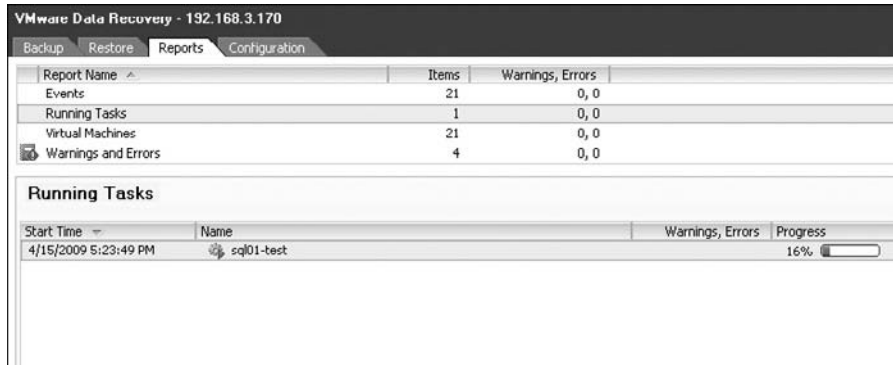 VMware Data Recovery - 192.168.3.170
Backup Restore Reports Configuration
Report Name Items Warnings, Errors
Events 21 0, 0
Running Tasks 1 0, 0
Virtual Machines 21 0, 0
Warnings and Errors 4 0, 0
Running Tasks
Start Time Name Warnings, Errors Progress
4/15/2009 5:23:49 PM sql01-test 16%